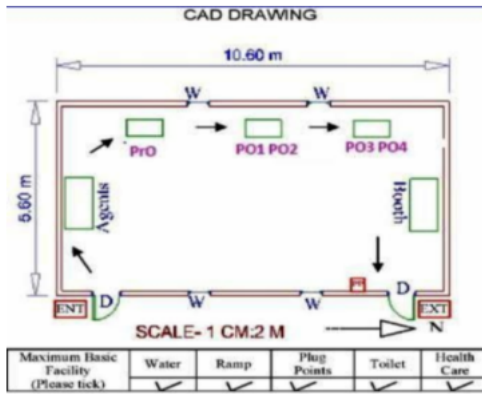 CAD DRAWING
10.60 m
W W
PrO PO1 PO2 PO3 PO4
5.60 m
Agents
Booth
D W W D
ENT EXT
SCALE- 1 CM:2 M N
Maximum Basic Facility (Please tick) Water Ramp Plug Points Toilet Health Care